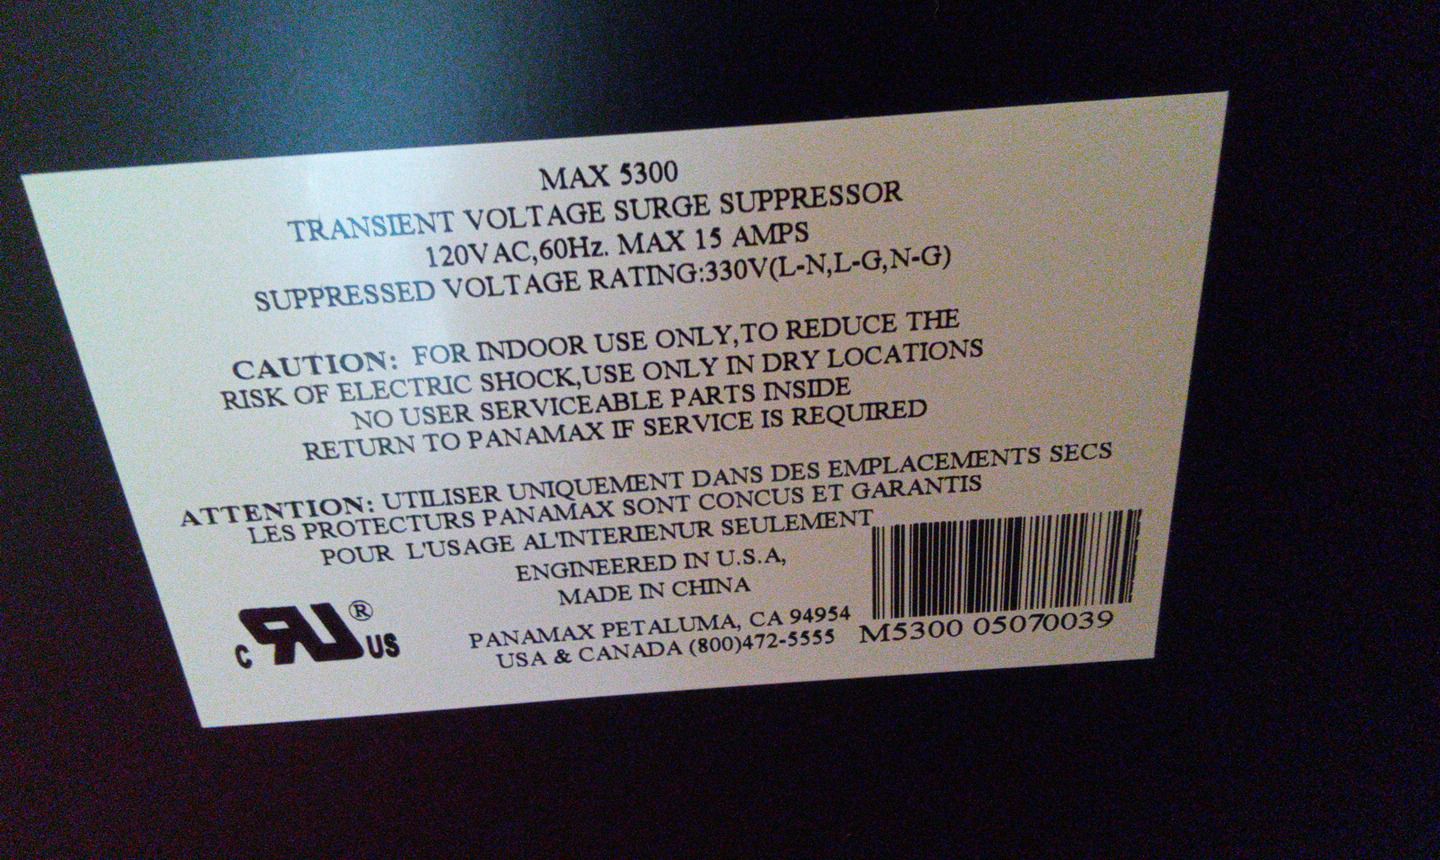 MAX 5300
TRANSIENT VOLTAGE SURGE SUPPRESSOR
120VAC,60Hz. MAX 15 AMPS
SUPPRESSED VOLTAGE RATING:330V(L-N,L-G,N-G)
CAUTION: FOR INDOOR USE ONLY,TO REDUCE THE
RISK OF ELECTRIC SHOCK,USE ONLY IN DRY LOCATIONS
NO USER SERVICEABLE PARTS INSIDE
RETURN TO PANAMAX IF SERVICE IS REQUIRED
ATTENTION: UTILISER UNIQUEMENT DANS DES EMPLACEMENTS SECS
LES PROTECTURS PANAMAX SONT CONCUS ET GARANTIS
POUR L'USAGE AL'INTERIENUR SEULEMENT
ENGINEERED IN U.S.A,
MADE IN CHINA
c RU ® US
PANAMAX PETALUMA, CA 94954
USA & CANADA (800)472-5555
M5300 05070039